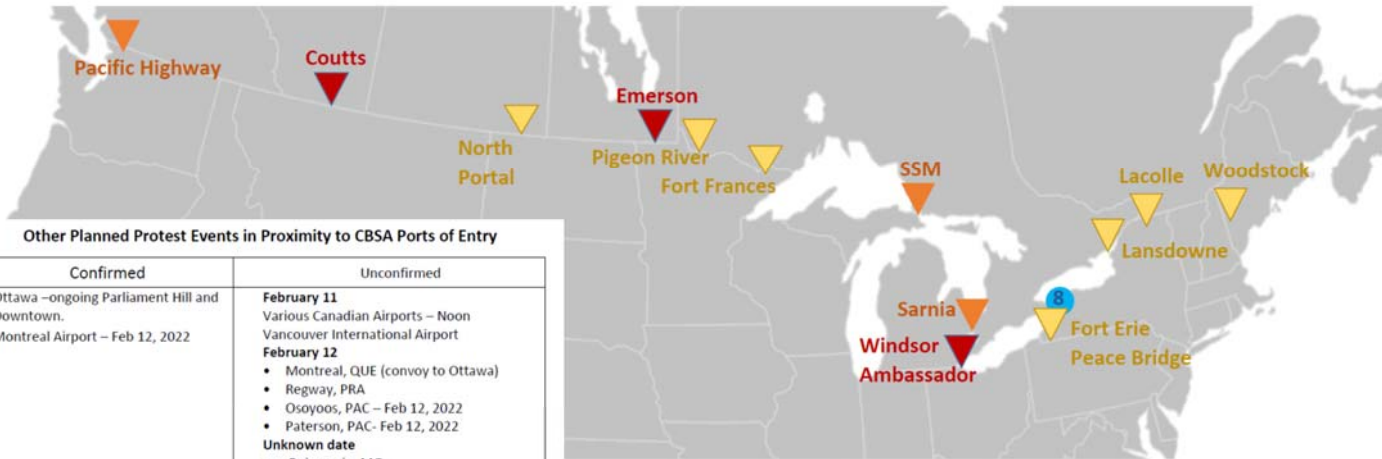 Pacific Highway
Coutts
North
Portal
Emerson
Pigeon River
Fort Frances
SSM
Lacolle
Woodstock
Lansdowne
Sarnia
Windsor
Ambassador
8
Fort Erie
Peace Bridge
Other Planned Protest Events in Proximity to CBSA Ports of Entry
Confirmed
Unconfirmed
ttawa –ongoing Parliament Hill and
owntown.
ontreal Airport – Feb 12, 2022
February 11
Various Canadian Airports – Noon
Vancouver International Airport
February 12
• Montreal, QUE (convoy to Ottawa)
• Regway, PRA
• Osoyoos, PAC – Feb 12, 2022
• Paterson, PAC- Feb 12, 2022
Unknown date